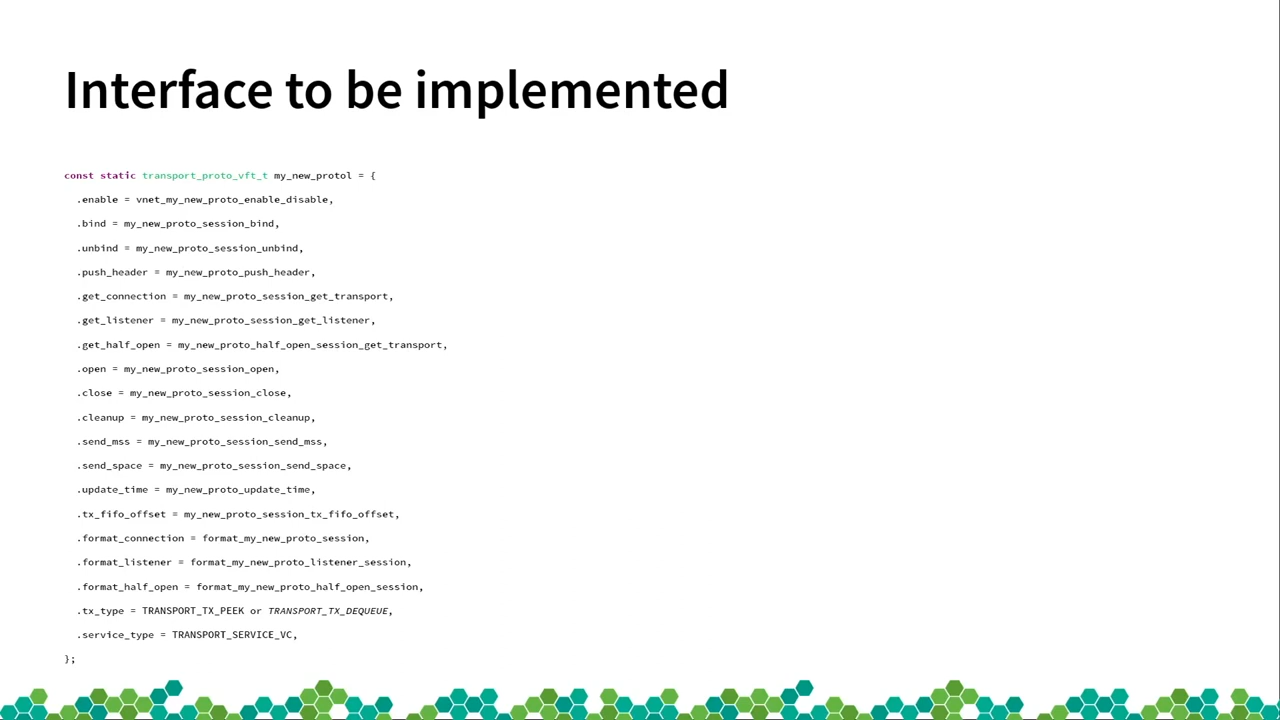 Interface to be implemented
const static transport_proto_vft_t my_new_protol = {
.enable = vnet_my_new_proto_enable_disable,
.bind = my_new_proto_session_bind,
.unbind = my_new_proto_session_unbind,
.push_header = my_new_proto_push_header,
.get_connection = my_new_proto_session_get_transport,
.get_listener = my_new_proto_session_get_listener,
.get_half_open = my_new_proto_half_open_session_get_transport,
.open = my_new_proto_session_open,
.close = my_new_proto_session_close,
.cleanup = my_new_proto_session_cleanup,
.send_mss = my_new_proto_session_send_mss,
.send_space = my_new_proto_session_send_space,
.update_time = my_new_proto_update_time,
.tx_fifo_offset = my_new_proto_session_tx_fifo_offset,
.format_connection = format_my_new_proto_session,
.format_listener = format_my_new_proto_listener_session,
.format_half_open = format_my_new_proto_half_open_session,
.tx_type = TRANSPORT_TX_PEEK or TRANSPORT_TX_DEQUEUE,
.service_type = TRANSPORT_SERVICE_VC,
};